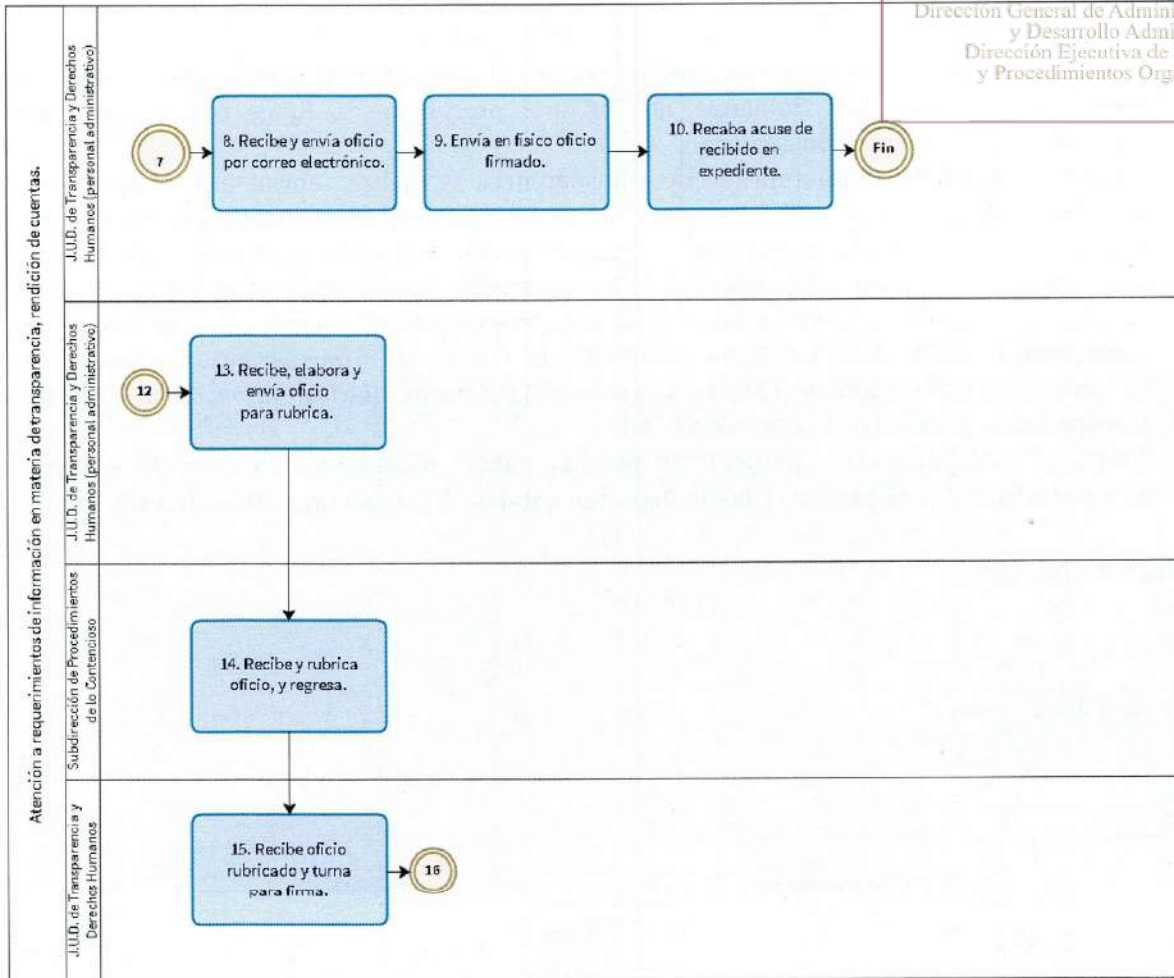 Dirección General de Admini
y Desarrollo Admi
Dirección Ejecutiva de
y Procedimientos Org
Atención a requerimientos de información en materia de transparencia, rendición de cuentas.
J.U.D. de Transparencia y Derechos
Humanos (personal administrativo)
7
8. Recibe y envía oficio
por correo electrónico.
9. Envía en físico oficio
firmado.
10. Recaba acuse de
recibido en
expediente.
Fin
J.U.D. de Transparencia y Derechos
Humanos (personal administrativo)
12
13. Recibe, elabora y
envía oficio
para rubrica.
Subdirección de Procedimientos
de lo Contencioso
14. Recibe y rubrica
oficio, y regresa.
J.U.D. de Transparencia y
Derechos Humanos
15. Recibe oficio
rubricado y turna
para firma.
16